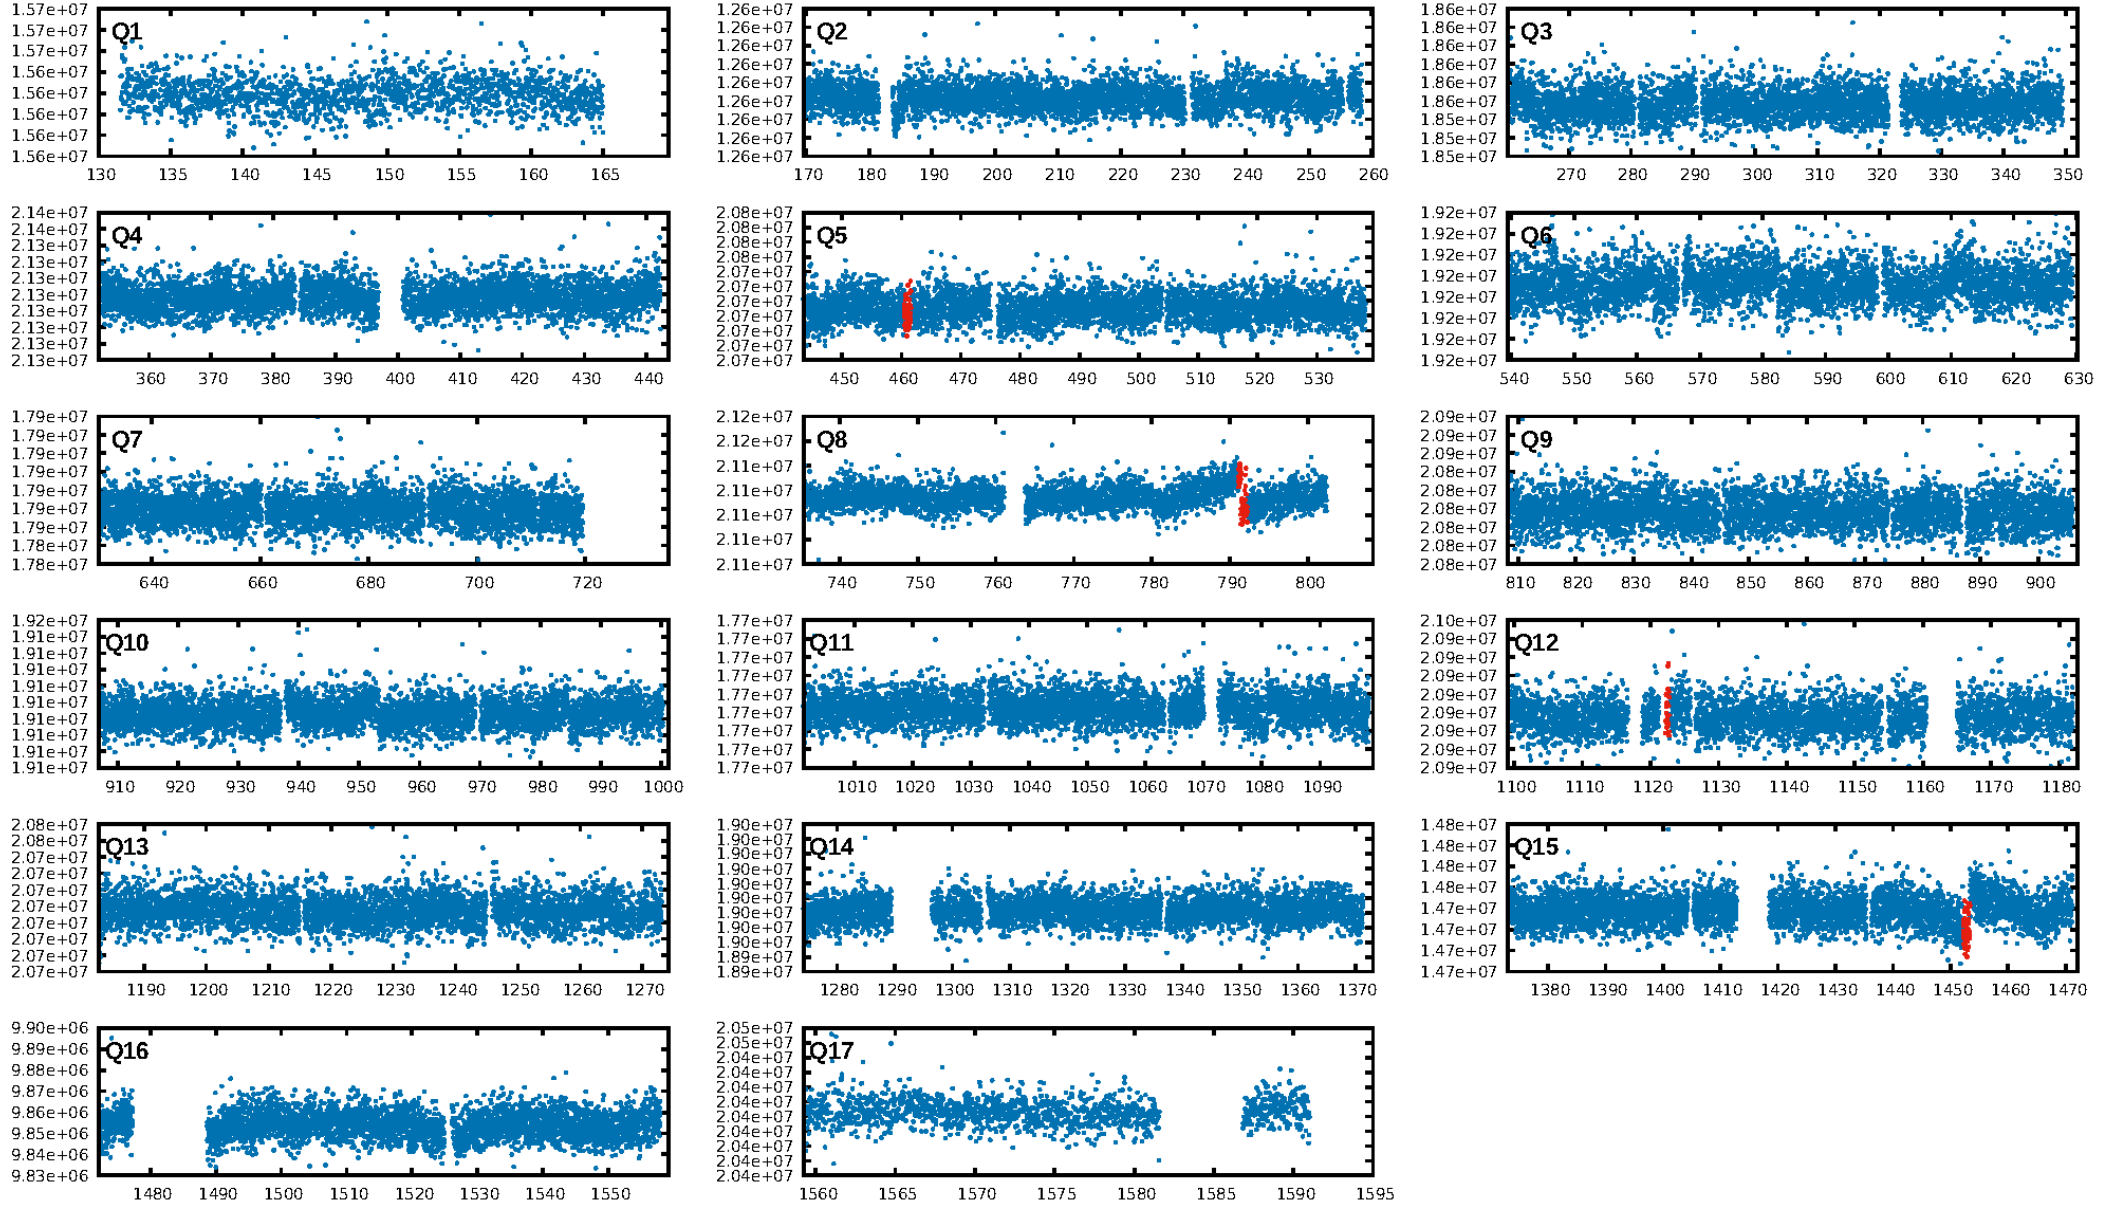 1.57e+07 1.57e+07 1.57e+07 1.56e+07 1.56e+07 1.56e+07 1.56e+07 1.56e+07
Q1
130 135 140 145 150 155 160 165
1.26e+07 1.26e+07 1.26e+07 1.26e+07 1.26e+07 1.26e+07 1.26e+07 1.26e+07 1.26e+07
Q2
170 180 190 200 210 220 230 240 250 260
1.86e+07 1.86e+07 1.86e+07 1.86e+07 1.86e+07 1.86e+07 1.85e+07 1.85e+07 1.85e+07
Q3
270 280 290 300 310 320 330 340 350
2.14e+07 2.13e+07 2.13e+07 2.13e+07 2.13e+07 2.13e+07 2.13e+07 2.13e+07 2.13e+07 2.13e+07
Q4
360 370 380 390 400 410 420 430 440
2.08e+07 2.08e+07 2.08e+07 2.08e+07 2.07e+07 2.07e+07 2.07e+07 2.07e+07 2.07e+07 2.07e+07 2.07e+07
Q5
450 460 470 480 490 500 510 520 530
1.92e+07 1.92e+07 1.92e+07 1.92e+07 1.92e+07 1.92e+07 1.92e+07 1.92e+07
Q6
540 550 560 570 580 590 600 610 620 630
1.79e+07 1.79e+07 1.79e+07 1.79e+07 1.79e+07 1.79e+07 1.79e+07 1.78e+07 1.78e+07
Q7
640 660 680 700 720
2.12e+07 2.12e+07 2.11e+07 2.11e+07 2.11e+07 2.11e+07 2.11e+07
Q8
740 750 760 770 780 790 800
2.09e+07 2.09e+07 2.09e+07 2.08e+07 2.08e+07 2.08e+07 2.08e+07 2.08e+07 2.08e+07
Q9
810 820 830 840 850 860 870 880 890 900
1.92e+07 1.91e+07 1.91e+07 1.91e+07 1.91e+07 1.91e+07 1.91e+07 1.91e+07 1.91e+07 1.91e+07
Q10
910 920 930 940 950 960 970 980 990 1000
1.77e+07 1.77e+07 1.77e+07 1.77e+07 1.77e+07 1.77e+07 1.77e+07 1.77e+07 1.77e+07
Q11
1010 1020 1030 1040 1050 1060 1070 1080 1090
2.10e+07 2.09e+07 2.09e+07 2.09e+07 2.09e+07 2.09e+07 2.09e+07 2.09e+07 2.09e+07
Q12
1100 1110 1120 1130 1140 1150 1160 1170 1180
2.08e+07 2.08e+07 2.07e+07 2.07e+07 2.07e+07 2.07e+07 2.07e+07 2.07e+07 2.07e+07 2.07e+07
Q13
1190 1200 1210 1220 1230 1240 1250 1260 1270
1.90e+07 1.90e+07 1.90e+07 1.90e+07 1.90e+07 1.90e+07 1.90e+07 1.90e+07 1.90e+07 1.89e+07 1.89e+07
Q14
1280 1290 1300 1310 1320 1330 1340 1350 1360 1370
1.48e+07 1.48e+07 1.48e+07 1.48e+07 1.47e+07 1.47e+07 1.47e+07 1.47e+07
Q15
1380 1390 1400 1410 1420 1430 1440 1450 1460 1470
9.90e+06 9.89e+06 9.88e+06 9.87e+06 9.86e+06 9.85e+06 9.84e+06 9.83e+06
Q16
1480 1490 1500 1510 1520 1530 1540 1550
2.05e+07 2.05e+07 2.05e+07 2.04e+07 2.04e+07 2.04e+07 2.04e+07 2.04e+07 2.04e+07 2.04e+07 2.04e+07
Q17
1560 1565 1570 1575 1580 1585 1590 1595